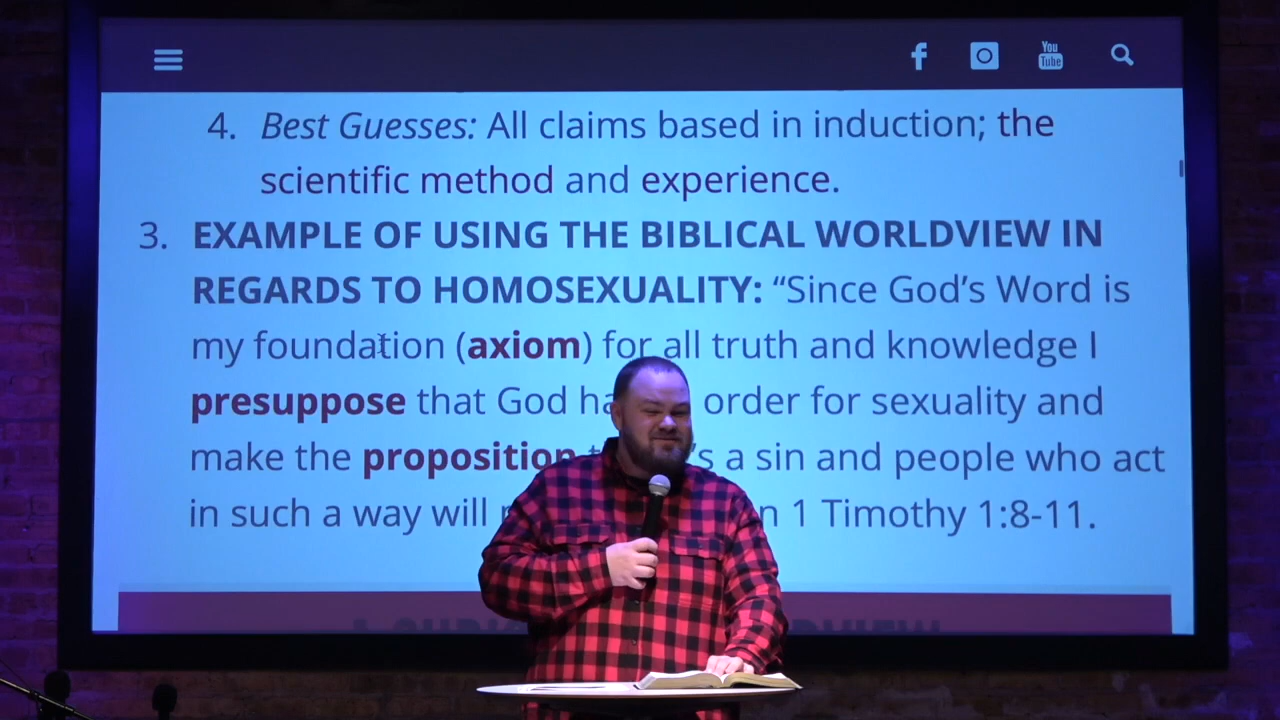 You
Tube
4. Best Guesses: All claims based in induction; the
scientific method and experience.
3. EXAMPLE OF USING THE BIBLICAL WORLDVIEW IN
REGARDS TO HOMOSEXUALITY: “Since God’s Word is
my foundation (axiom) for all truth and knowledge I
presuppose that God order for sexuality and
make the proposition a sin and people who act
in such a way will 1 Timothy 1:8-11.